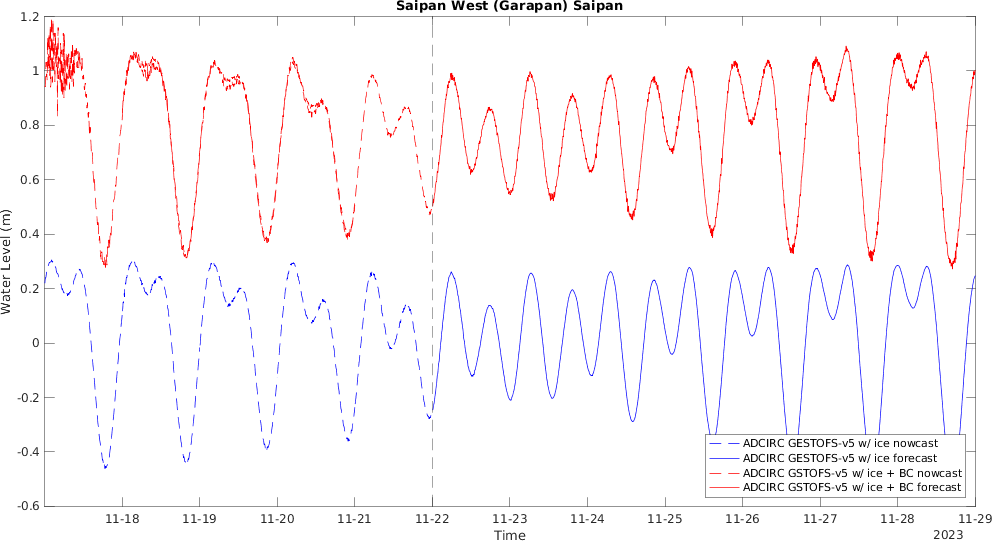 Saipan West (Garapan) Saipan
Water Level (m)
1.2
1
0.8
0.6
0.4
0.2
0
-0.2
-0.4
-0.6
ADCIRC GESTOFS-v5 w/ ice nowcast
ADCIRC GESTOFS-v5 w/ ice forecast
ADCIRC GSTOFS-v5 w/ ice + BC nowcast
ADCIRC GSTOFS-v5 w/ ice + BC forecast
11-18 11-19 11-20 11-21 11-22 11-23 11-24 11-25 11-26 11-27 11-28 11-29
Time
2023